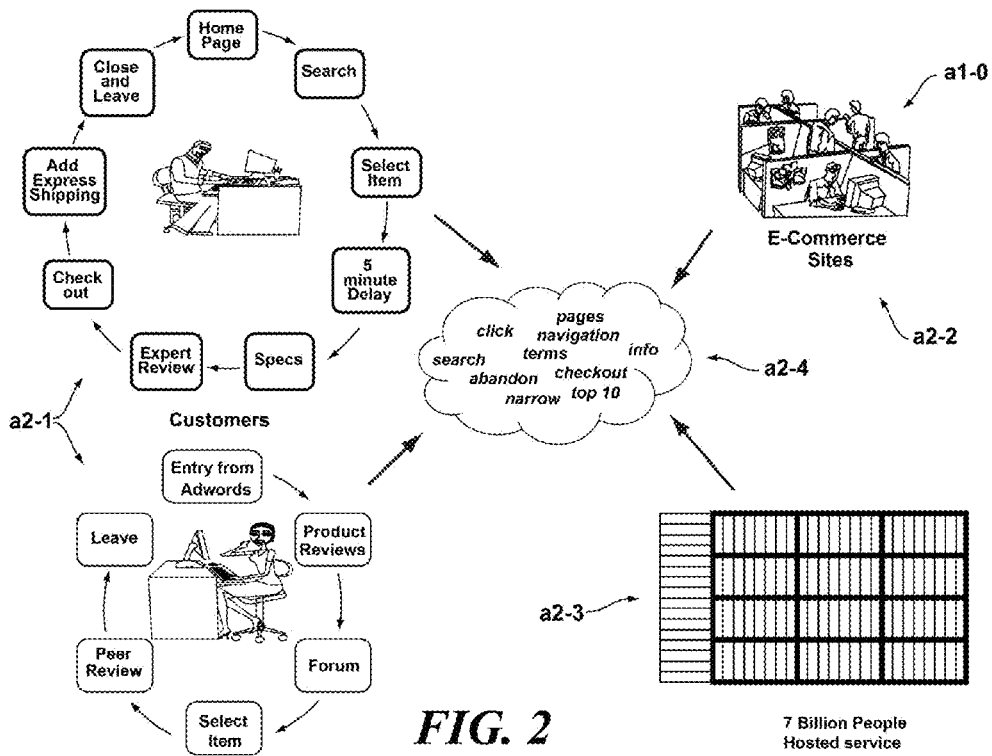 Home
Page
Search
Select
Item
5
minute
Delay
Specs
Expert
Review
Check
out
Add
Express
Shipping
Close
and
Leave
Customers
a2-1
Entry from
Adwords
Product
Reviews
Forum
Select
Item
Peer
Review
Leave
pages
click navigation
search terms info
abandon checkout
narrow top 10
a2-4
a1-0
E-Commerce
Sites
a2-2
a2-3
7 Billion People
Hosted service
FIG. 2